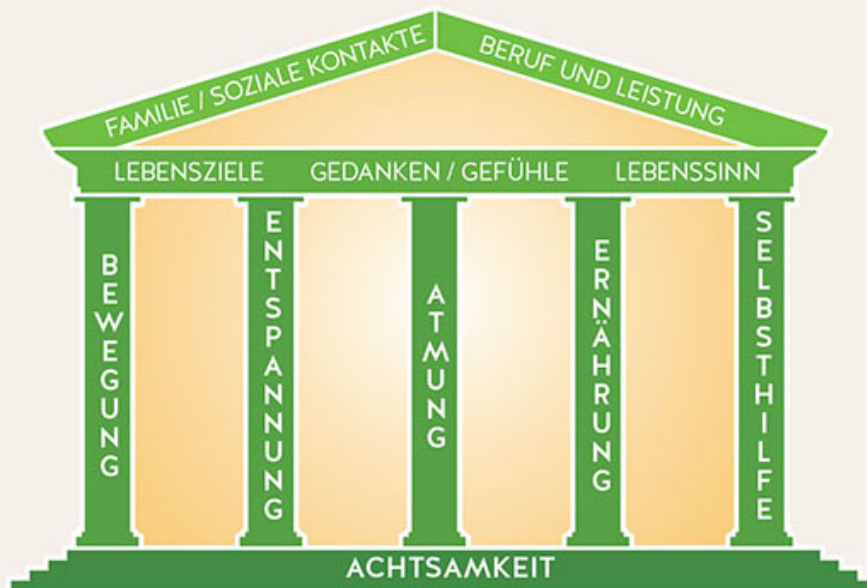 FAMILIE / SOZIALE KONTAKTE
BERUF UND LEISTUNG
LEBENSZIELE GEDANKEN / GEFÜHLE LEBENSSINN
BEWEGUNG
ENTSPANNUNG
ATMUNG
ERNÄHRUNG
SELBSTHILFE
ACHTSAMKEIT